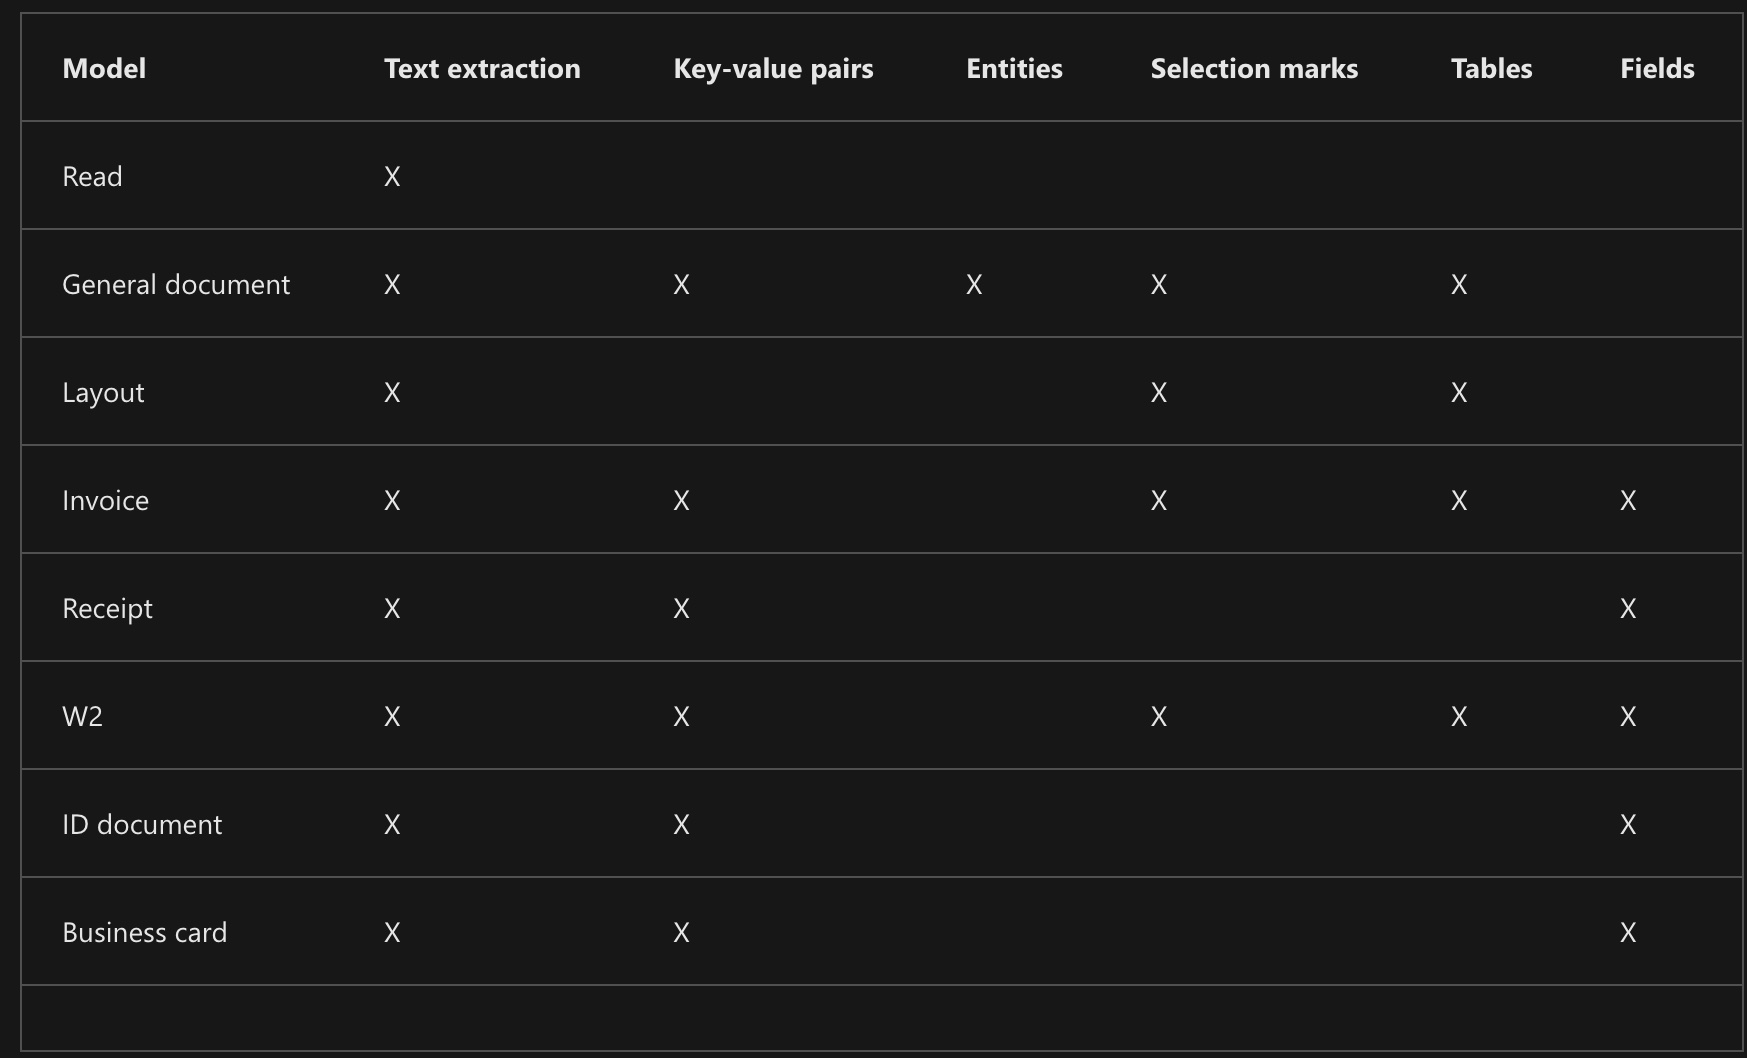 Model Text extraction Key-value pairs Entities Selection marks Tables Fields
Read X
General document X X X X X
Layout X X X
Invoice X X X X X
Receipt X X X
W2 X X X X X
ID document X X X
Business card X X X